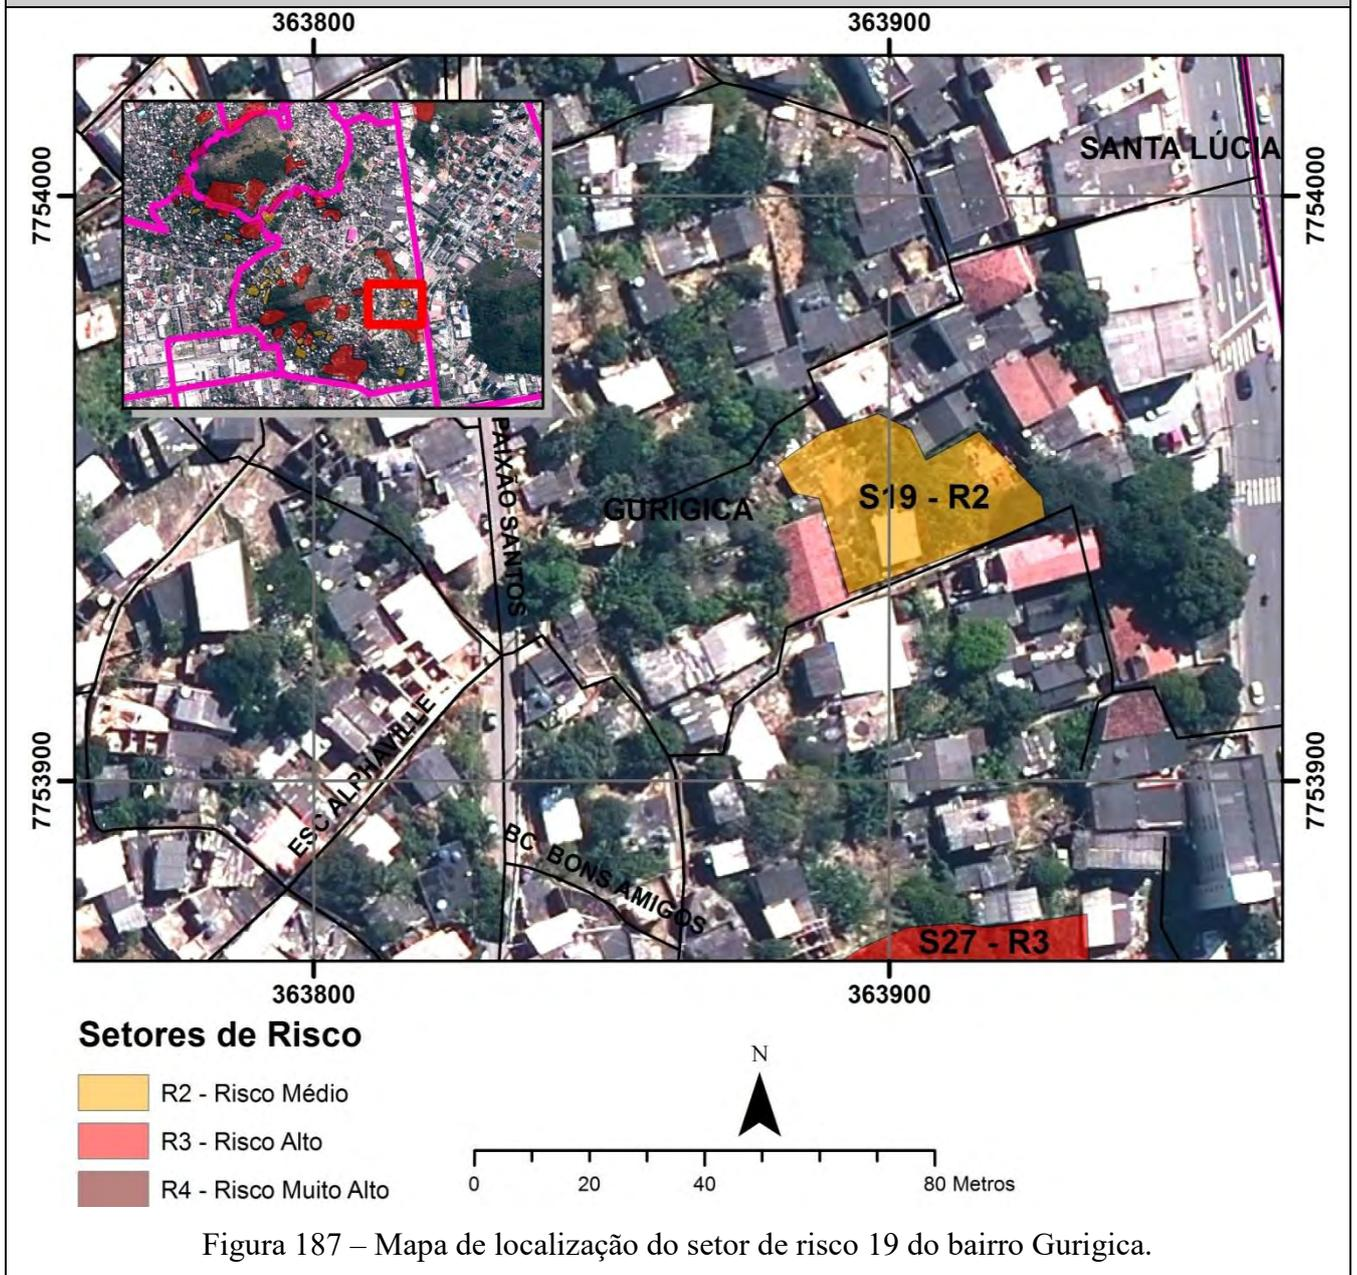 363800
363900
7754000
SANTA LÚCIA
7754000
PAIXÃO SANTOS
GURIGICA
S19 - R2
ESC ALPHAVILLE
7753900
7753900
BC BONS AMIGOS
S27 - R3
363800
363900
Setores de Risco
N
R2 - Risco Médio
R3 - Risco Alto
R4 - Risco Muito Alto
0 20 40 80 Metros
Figura 187 – Mapa de localização do setor de risco 19 do bairro Gurigica.